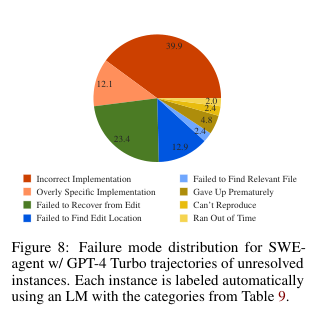 39.9
12.1
23.4
12.9
2.4
4.8
2.4
2.0
Incorrect Implementation
Overly Specific Implementation
Failed to Recover from Edit
Failed to Find Edit Location
Failed to Find Relevant File
Gave Up Prematurely
Can't Reproduce
Ran Out of Time
Figure 8: Failure mode distribution for SWE-
agent w/ GPT-4 Turbo trajectories of unresolved
instances. Each instance is labeled automatically
using an LM with the categories from Table 9.